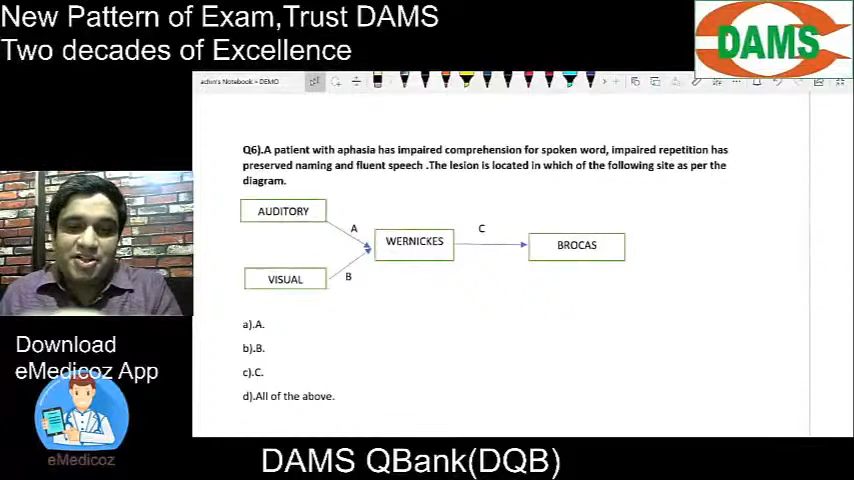 New Pattern of Exam,Trust DAMS
Two decades of Excellence
DAMS
achin's Notebook > DEMO
Q6).A patient with aphasia has impaired comprehension for spoken word, impaired repetition has
preserved naming and fluent speech .The lesion is located in which of the following site as per the
diagram.
AUDITORY
A
C
WERNICKES
BROCAS
VISUAL
B
a).A.
b).B.
c).C.
d).All of the above.
Download
eMedicoz App
eMedicoz
DAMS QBank(DQB)